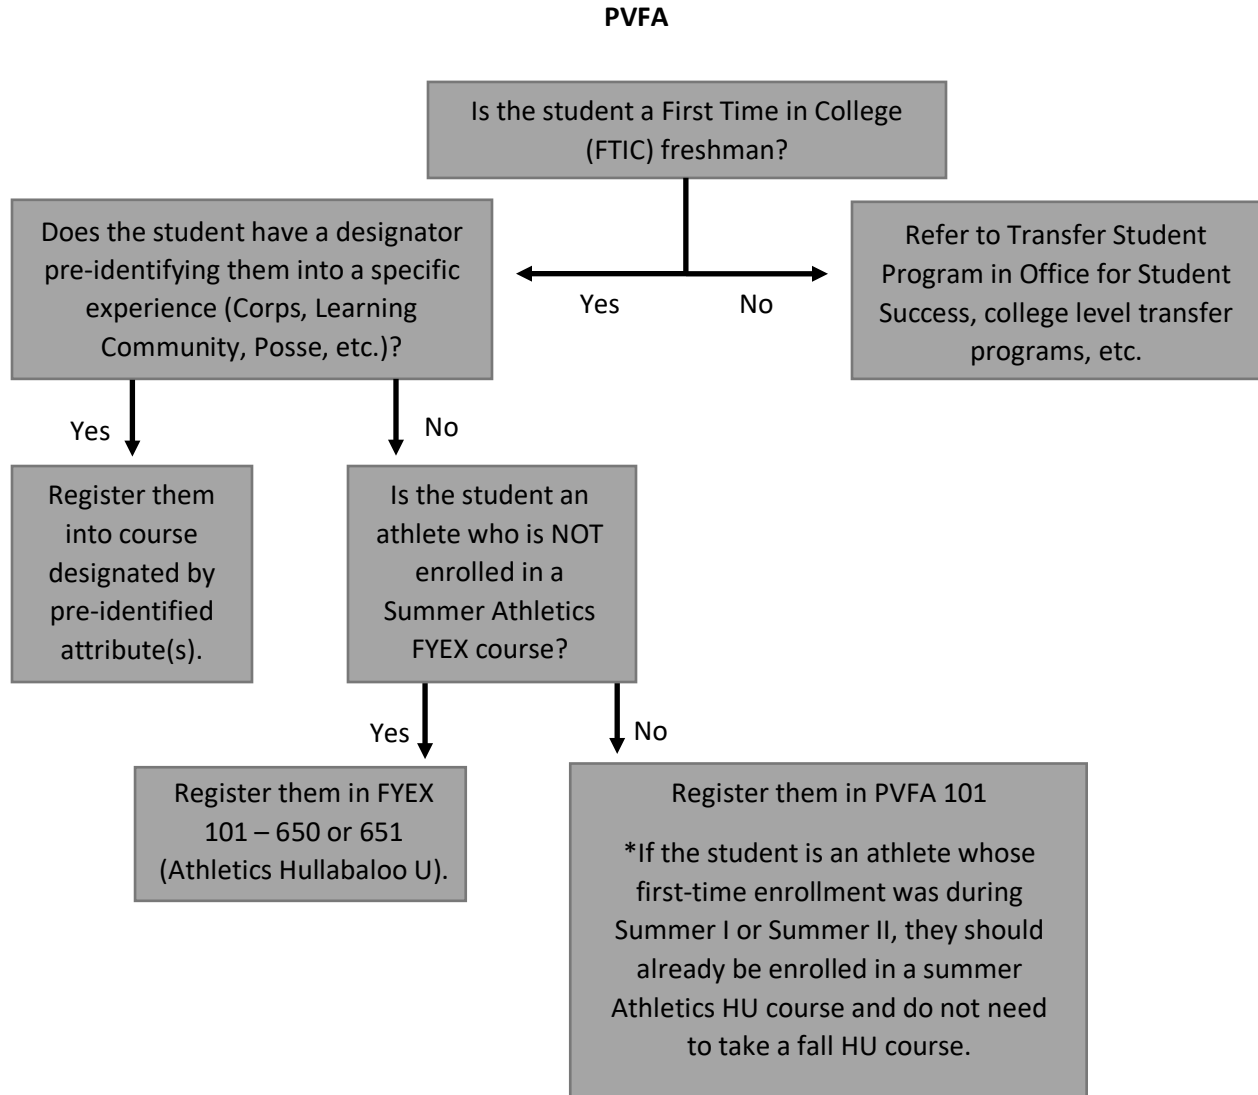 PVFA
Is the student a First Time in College
(FTIC) freshman?
Does the student have a designator
pre-identifying them into a specific
experience (Corps, Learning
Community, Posse, etc.)?
Yes
No
Refer to Transfer Student
Program in Office for Student
Success, college level transfer
programs, etc.
Yes
No
Register them
into course
designated by
pre-identified
attribute(s).
Is the student an
athlete who is NOT
enrolled in a
Summer Athletics
FYEX course?
Yes
No
Register them in FYEX
101 – 650 or 651
(Athletics Hullabaloo U).
Register them in PVFA 101
*If the student is an athlete whose
first-time enrollment was during
Summer I or Summer II, they should
already be enrolled in a summer
Athletics HU course and do not need
to take a fall HU course.